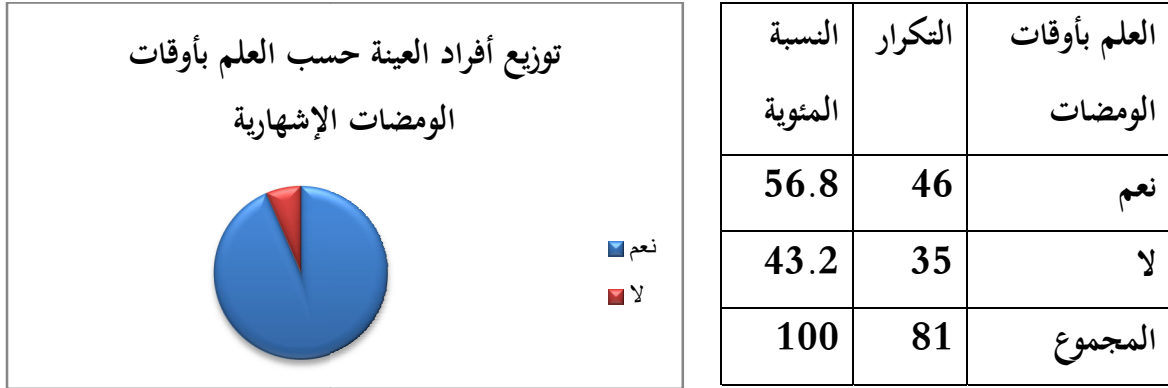 توزيع أفراد العينة حسب العلم بأوقات
الومضات الإشهارية
نعم
لا
العلم بأوقات الومضات	التكرار	النسبة المئوية
نعم	46	56.8
لا	35	43.2
المجموع	81	100